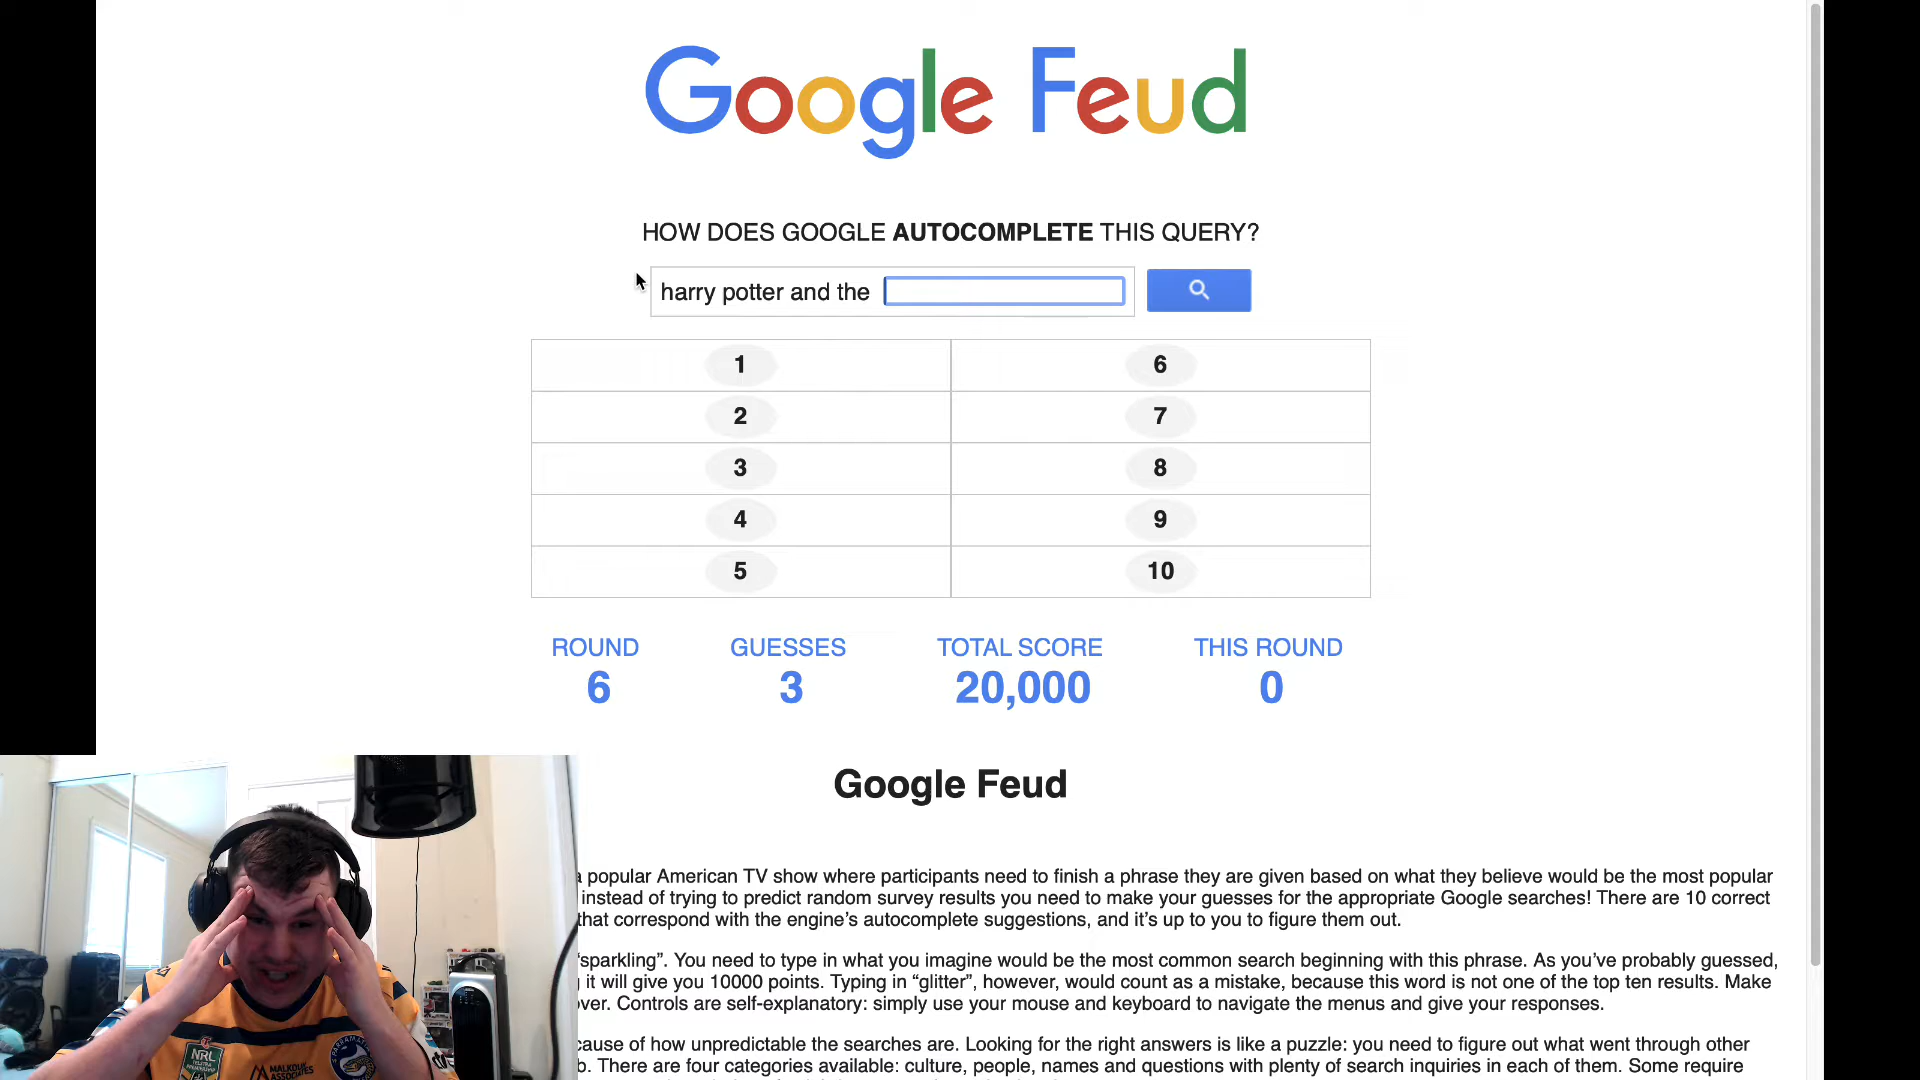 Google Feud
HOW DOES GOOGLE AUTOCOMPLETE THIS QUERY?
harry potter and the
1 6
2 7
3 8
4 9
5 10
ROUND GUESSES TOTAL SCORE THIS ROUND
6 3 20,000 0
Google Feud
a popular American TV show where participants need to finish a phrase they are given based on what they believe would be the most popular
instead of trying to predict random survey results you need to make your guesses for the appropriate Google searches! There are 10 correct
that correspond with the engine’s autocomplete suggestions, and it’s up to you to figure them out.
“sparkling”. You need to type in what you imagine would be the most common search beginning with this phrase. As you’ve probably guessed,
it will give you 10000 points. Typing in “glitter”, however, would count as a mistake, because this word is not one of the top ten results. Make
over. Controls are self-explanatory: simply use your mouse and keyboard to navigate the menus and give your responses.
cause of how unpredictable the searches are. Looking for the right answers is like a puzzle: you need to figure out what went through other
b. There are four categories available: culture, people, names and questions with plenty of search inquiries in each of them. Some require
NRL
MALKOUN
ASSOCIATES